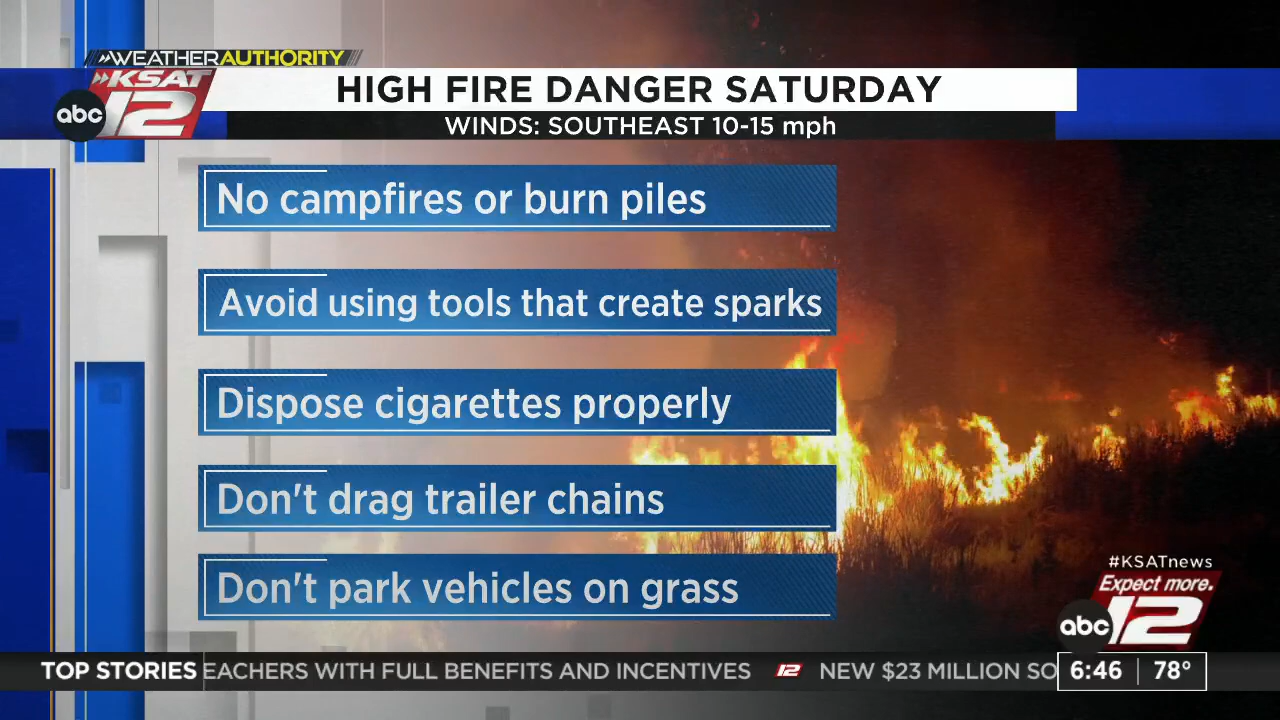 WEATHERAUTHORITY
KSAT
abc 12
HIGH FIRE DANGER SATURDAY
WINDS: SOUTHEAST 10-15 mph
No campfires or burn piles
Avoid using tools that create sparks
Dispose cigarettes properly
Don't drag trailer chains
Don't park vehicles on grass
#KSATnews
Expect more.
abc 12
TOP STORIES EACHERS WITH FULL BENEFITS AND INCENTIVES 12 NEW $23 MILLION SO 6:46 78°